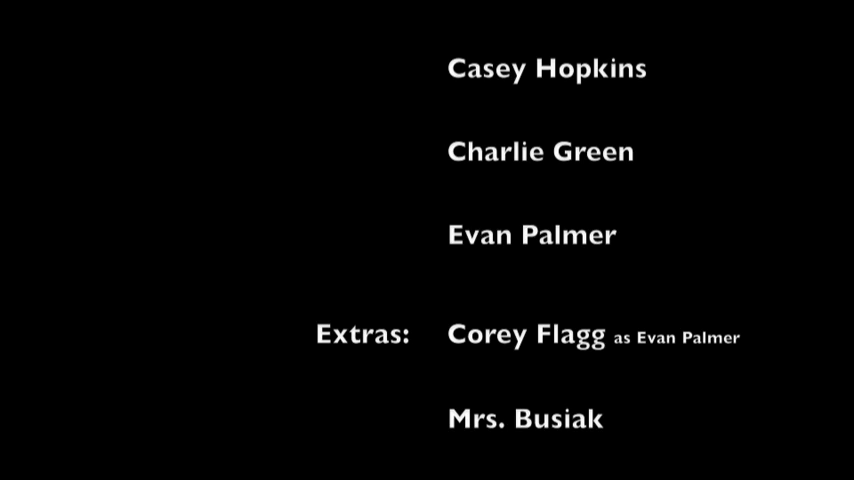 Casey Hopkins
Charlie Green
Evan Palmer
Extras: Corey Flagg as Evan Palmer
Mrs. Busiak